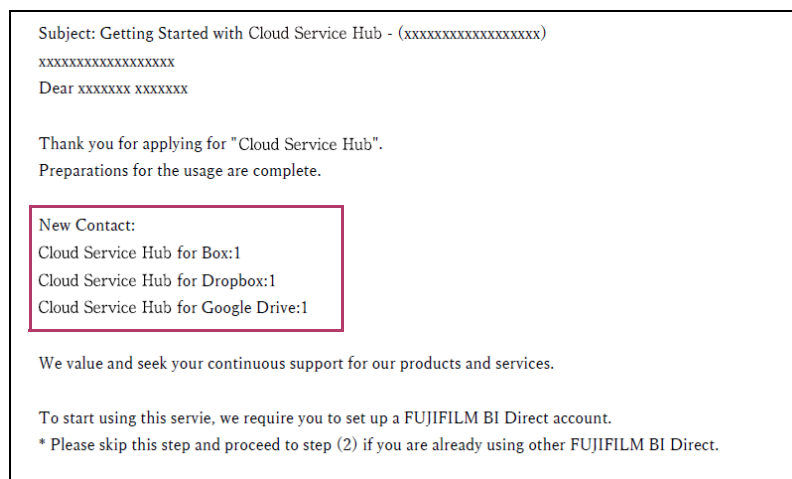 Subject: Getting Started with Cloud Service Hub - (xxxxxxxxxxxxxxxxxx)
xxxxxxxxxxxxxxxxxx
Dear xxxxxxx xxxxxxx
Thank you for applying for "Cloud Service Hub".
Preparations for the usage are complete.
New Contact:
Cloud Service Hub for Box:1
Cloud Service Hub for Dropbox:1
Cloud Service Hub for Google Drive:1
We value and seek your continuous support for our products and services.
To start using this servie, we require you to set up a FUJIFILM BI Direct account.
* Please skip this step and proceed to step (2) if you are already using other FUJIFILM BI Direct.